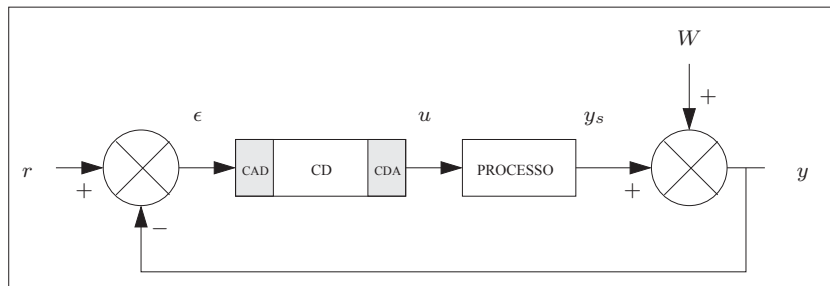 W
+
ϵ
u
y_s
r
+
CAD
CD
CDA
PROCESSO
+
y
−